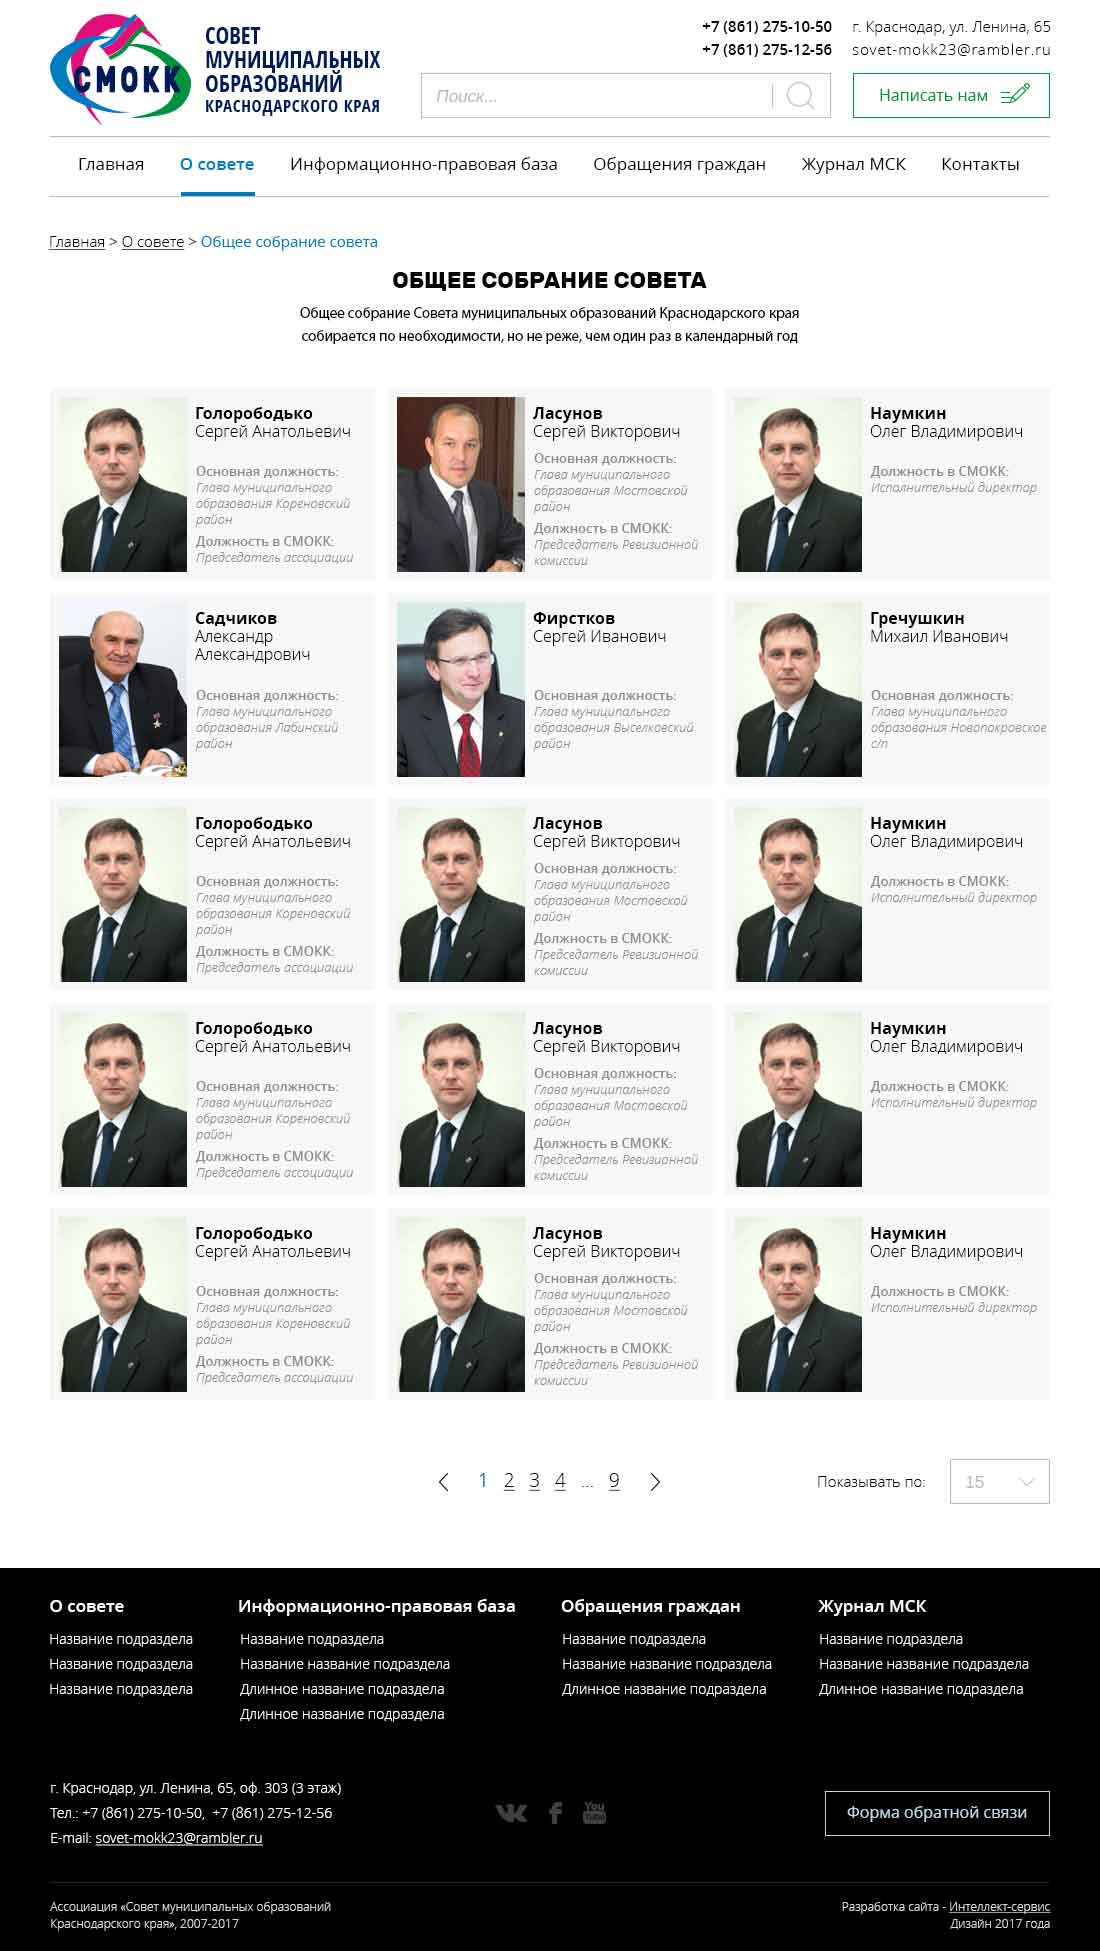 СМОКК
СОВЕТ
МУНИЦИПАЛЬНЫХ
ОБРАЗОВАНИЙ
КРАСНОДАРСКОГО КРАЯ
+7 (861) 275-10-50
+7 (861) 275-12-56
г. Краснодар, ул. Ленина, 65
sovet-mokk23@rambler.ru
Поиск...
Написать нам
Главная О совете Информационно-правовая база Обращения граждан Журнал МСК Контакты
Главная > О совете > Общее собрание совета
ОБЩЕЕ СОБРАНИЕ СОВЕТА
Общее собрание Совета муниципальных образований Краснодарского края
собирается по необходимости, но не реже, чем один раз в календарный год
Голорободько
Сергей Анатольевич
Основная должность:
Глава муниципального
образования Кореновский
район
Должность в СМОКК:
Председатель ассоциации
Ласунов
Сергей Викторович
Основная должность:
Глава муниципального
образования Мостовской
район
Должность в СМОКК:
Председатель Ревизионной
комиссии
Наумкин
Олег Владимирович
Должность в СМОКК:
Исполнительный директор
Садчиков
Александр
Александрович
Основная должность:
Глава муниципального
образования Лабинский
район
Фирстков
Сергей Иванович
Основная должность:
Глава муниципального
образования Выселковский
район
Гречушкин
Михаил Иванович
Основная должность:
Глава муниципального
образования Новопокровское
с/п
Голорободько
Сергей Анатольевич
Основная должность:
Глава муниципального
образования Кореновский
район
Должность в СМОКК:
Председатель ассоциации
Ласунов
Сергей Викторович
Основная должность:
Глава муниципального
образования Мостовской
район
Должность в СМОКК:
Председатель Ревизионной
комиссии
Наумкин
Олег Владимирович
Должность в СМОКК:
Исполнительный директор
Голорободько
Сергей Анатольевич
Основная должность:
Глава муниципального
образования Кореновский
район
Должность в СМОКК:
Председатель ассоциации
Ласунов
Сергей Викторович
Основная должность:
Глава муниципального
образования Мостовской
район
Должность в СМОКК:
Председатель Ревизионной
комиссии
Наумкин
Олег Владимирович
Должность в СМОКК:
Исполнительный директор
Голорободько
Сергей Анатольевич
Основная должность:
Глава муниципального
образования Кореновский
район
Должность в СМОКК:
Председатель ассоциации
Ласунов
Сергей Викторович
Основная должность:
Глава муниципального
образования Мостовской
район
Должность в СМОКК:
Председатель Ревизионной
комиссии
Наумкин
Олег Владимирович
Должность в СМОКК:
Исполнительный директор
1 2 3 4 ... 9
Показывать по: 15
О совете
Название подраздела
Название подраздела
Название подраздела
Информационно-правовая база
Название подраздела
Название название подраздела
Длинное название подраздела
Длинное название подраздела
Обращения граждан
Название подраздела
Название название подраздела
Длинное название подраздела
Журнал МСК
Название подраздела
Название название подраздела
Длинное название подраздела
г. Краснодар, ул. Ленина, 65, оф. 303 (3 этаж)
Тел.: +7 (861) 275-10-50, +7 (861) 275-12-56
E-mail: sovet-mokk23@rambler.ru
You
Tube
Форма обратной связи
Ассоциация «Совет муниципальных образований
Краснодарского края», 2007-2017
Разработка сайта - Интеллект-сервис
Дизайн 2017 года